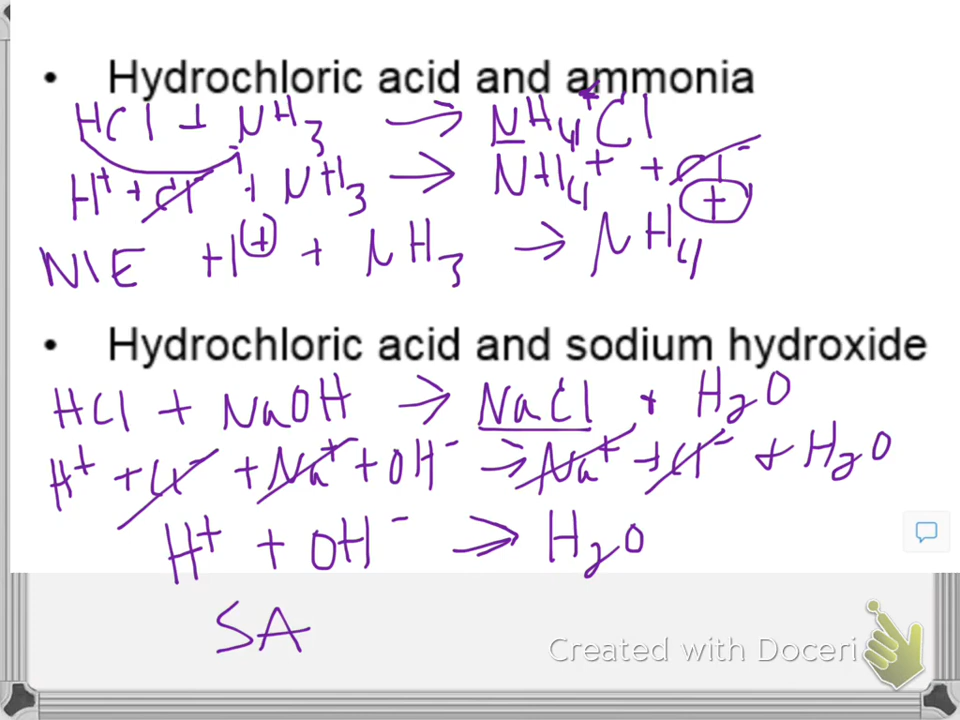 • Hydrochloric acid and ammonia
HCl + NH3 → NH4+Cl
H+ + Cl- + NH3 → NH4+ + Cl-
NIE H+ + NH3 → NH4+
• Hydrochloric acid and sodium hydroxide
HCl + NaOH → NaCl + H2O
H+ + Cl- + Na+ + OH- → Na+ + Cl- + H2O
H+ + OH- → H2O
SA
Created with Doceri